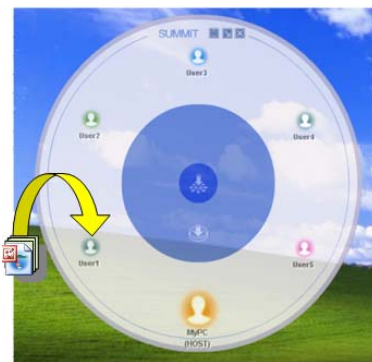 SUMMIT
User3
User2
User4
User1
User5
MyPC
(HOST)